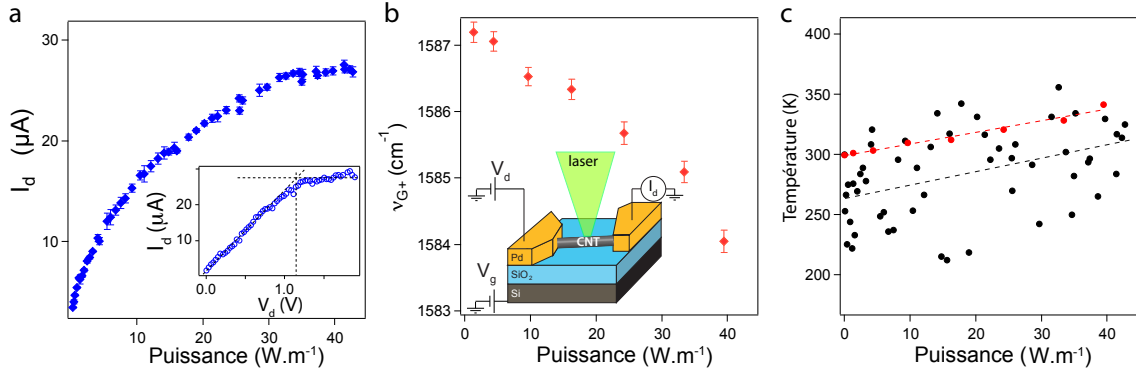 a
I_d (µA)
30
20
10
10
20
30
40
Puissance (W.m⁻¹)
I_d (µA)
30
20
10
0.0
1.0
V_d (V)
b
ν_G+ (cm⁻¹)
1587
1586
1585
1584
1583
0
10
20
30
40
Puissance (W.m⁻¹)
laser
V_d
I_d
CNT
Pd
SiO₂
Si
V_g
c
Température (K)
400
350
300
250
200
0
10
20
30
40
Puissance (W.m⁻¹)